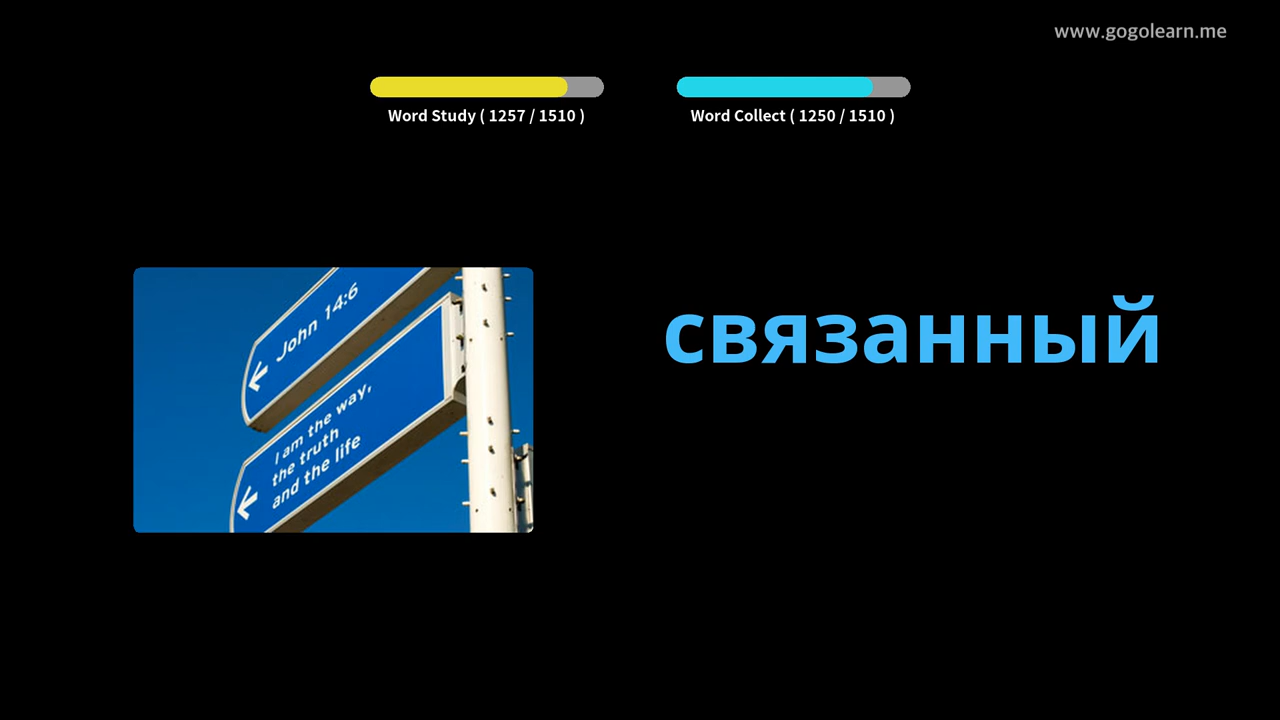 www.gogolearn.me
Word Study ( 1257 / 1510 )
Word Collect ( 1250 / 1510 )
John 14:6
I am the way,
the truth
and the life
связанный